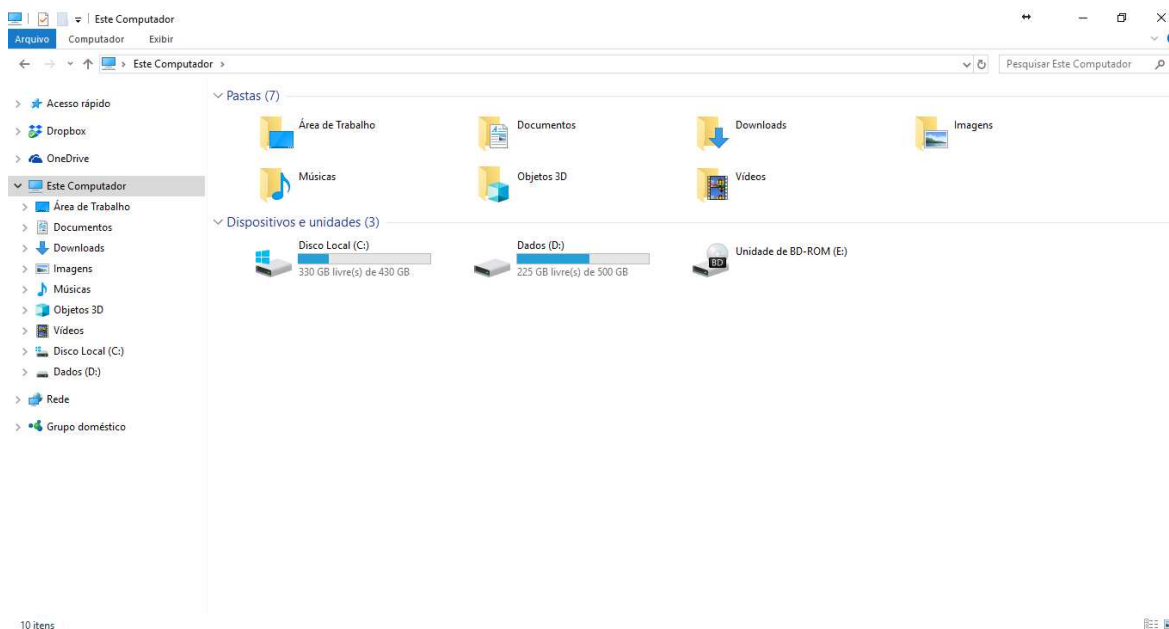 Este Computador
Arquivo Computador Exibir
Este Computador
Pesquisar Este Computador
Acesso rápido
Dropbox
OneDrive
Este Computador
Área de Trabalho
Documentos
Downloads
Imagens
Músicas
Objetos 3D
Vídeos
Disco Local (C:)
Dados (D:)
Rede
Grupo doméstico
Pastas (7)
Área de Trabalho
Documentos
Downloads
Imagens
Músicas
Objetos 3D
Vídeos
Dispositivos e unidades (3)
Disco Local (C:)
330 GB livre(s) de 430 GB
Dados (D:)
225 GB livre(s) de 500 GB
BD
Unidade de BD-ROM (E:)
10 itens